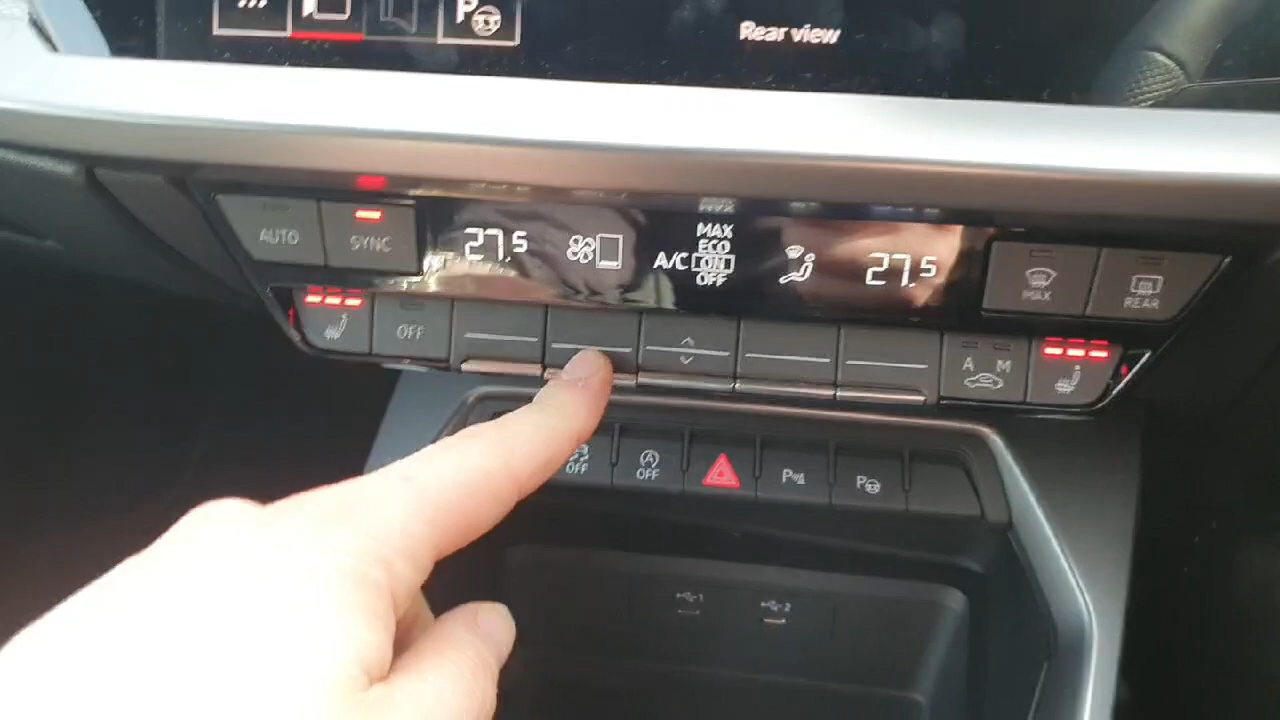 P
Rear view
AUTO
SYNC
27.5
MAX
ECO
A/C ON
OFF
27.5
MAX
REAR
OFF
A M
OFF
A
OFF
P
P
1
2